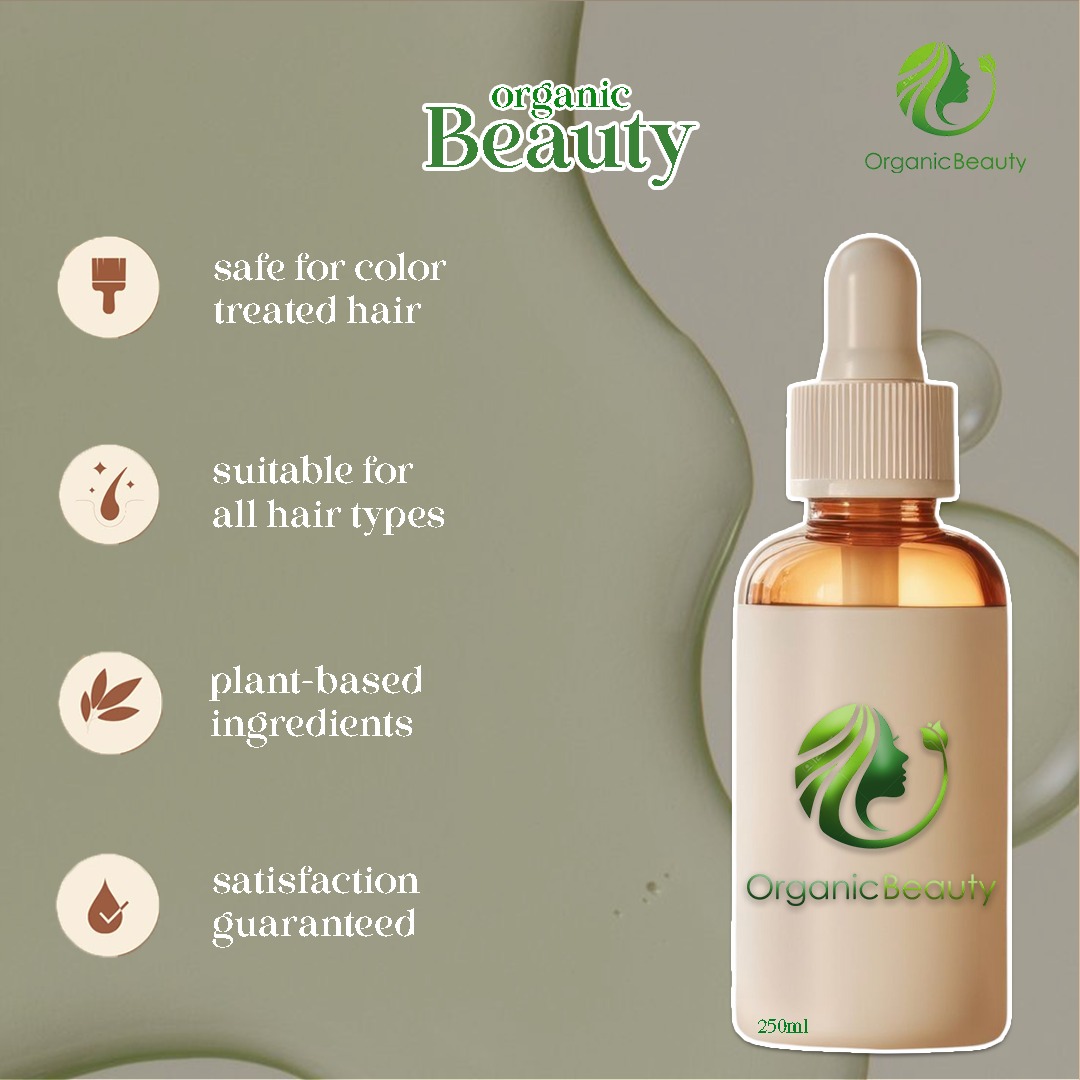 organic
Beauty
OrganicBeauty
safe for color
treated hair
suitable for
all hair types
plant-based
ingredients
satisfaction
guaranteed
OrganicBeauty
250ml